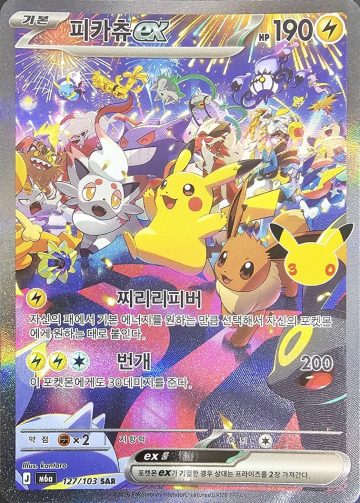 기본 피카츄ex HP 190
30
찌리리피버
자신의 패에서 기본 에너지를 원하는 만큼 선택해서 자신의 포켓몬
에게 원하는 대로 붙인다.
번개 200
이 포켓몬에게도 30데미지를 준다.
약점 ×2 저항력
ex 룰
포켓몬 ex가 기절한 경우 상대는 프라이즈를 2장 가져간다.
Illus. kantaro
J M6a 127/103 SAR